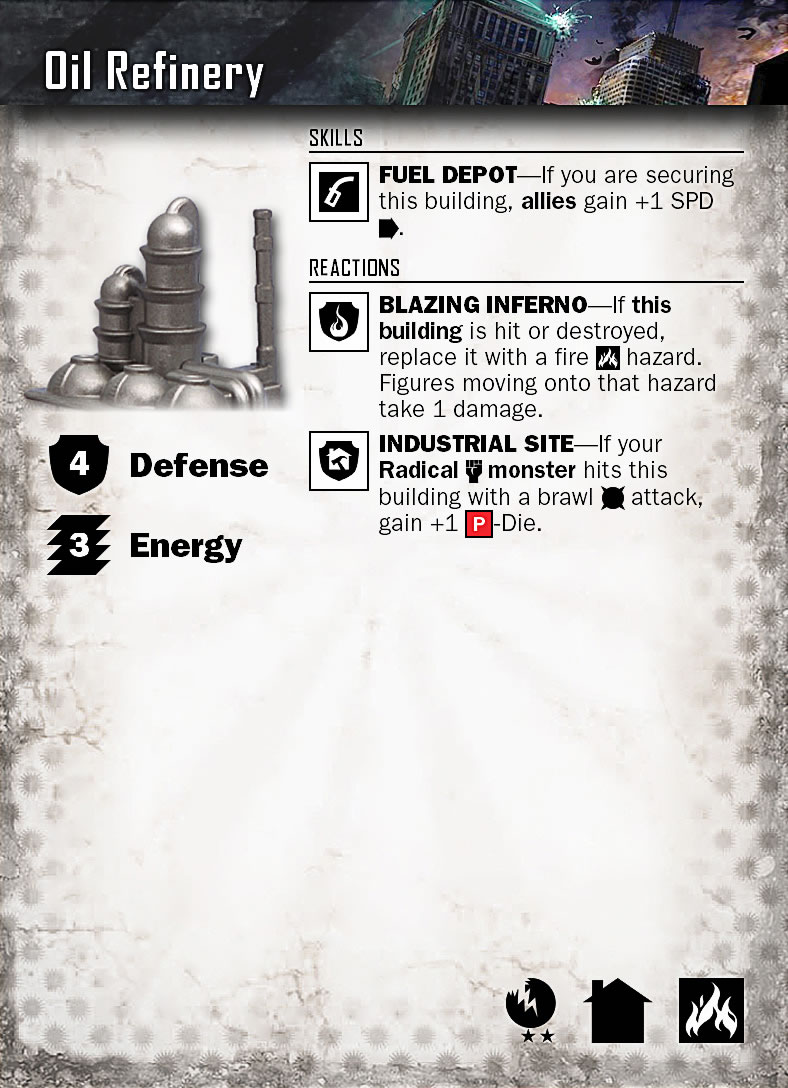 Oil Refinery
SKILLS
FUEL DEPOT—If you are securing
this building, allies gain +1 SPD
.
REACTIONS
BLAZING INFERNO—If this
building is hit or destroyed,
replace it with a fire hazard.
Figures moving onto that hazard
take 1 damage.
INDUSTRIAL SITE—If your
Radical monster hits this
building with a brawl attack,
gain +1 P-Die.
4 Defense
3 Energy